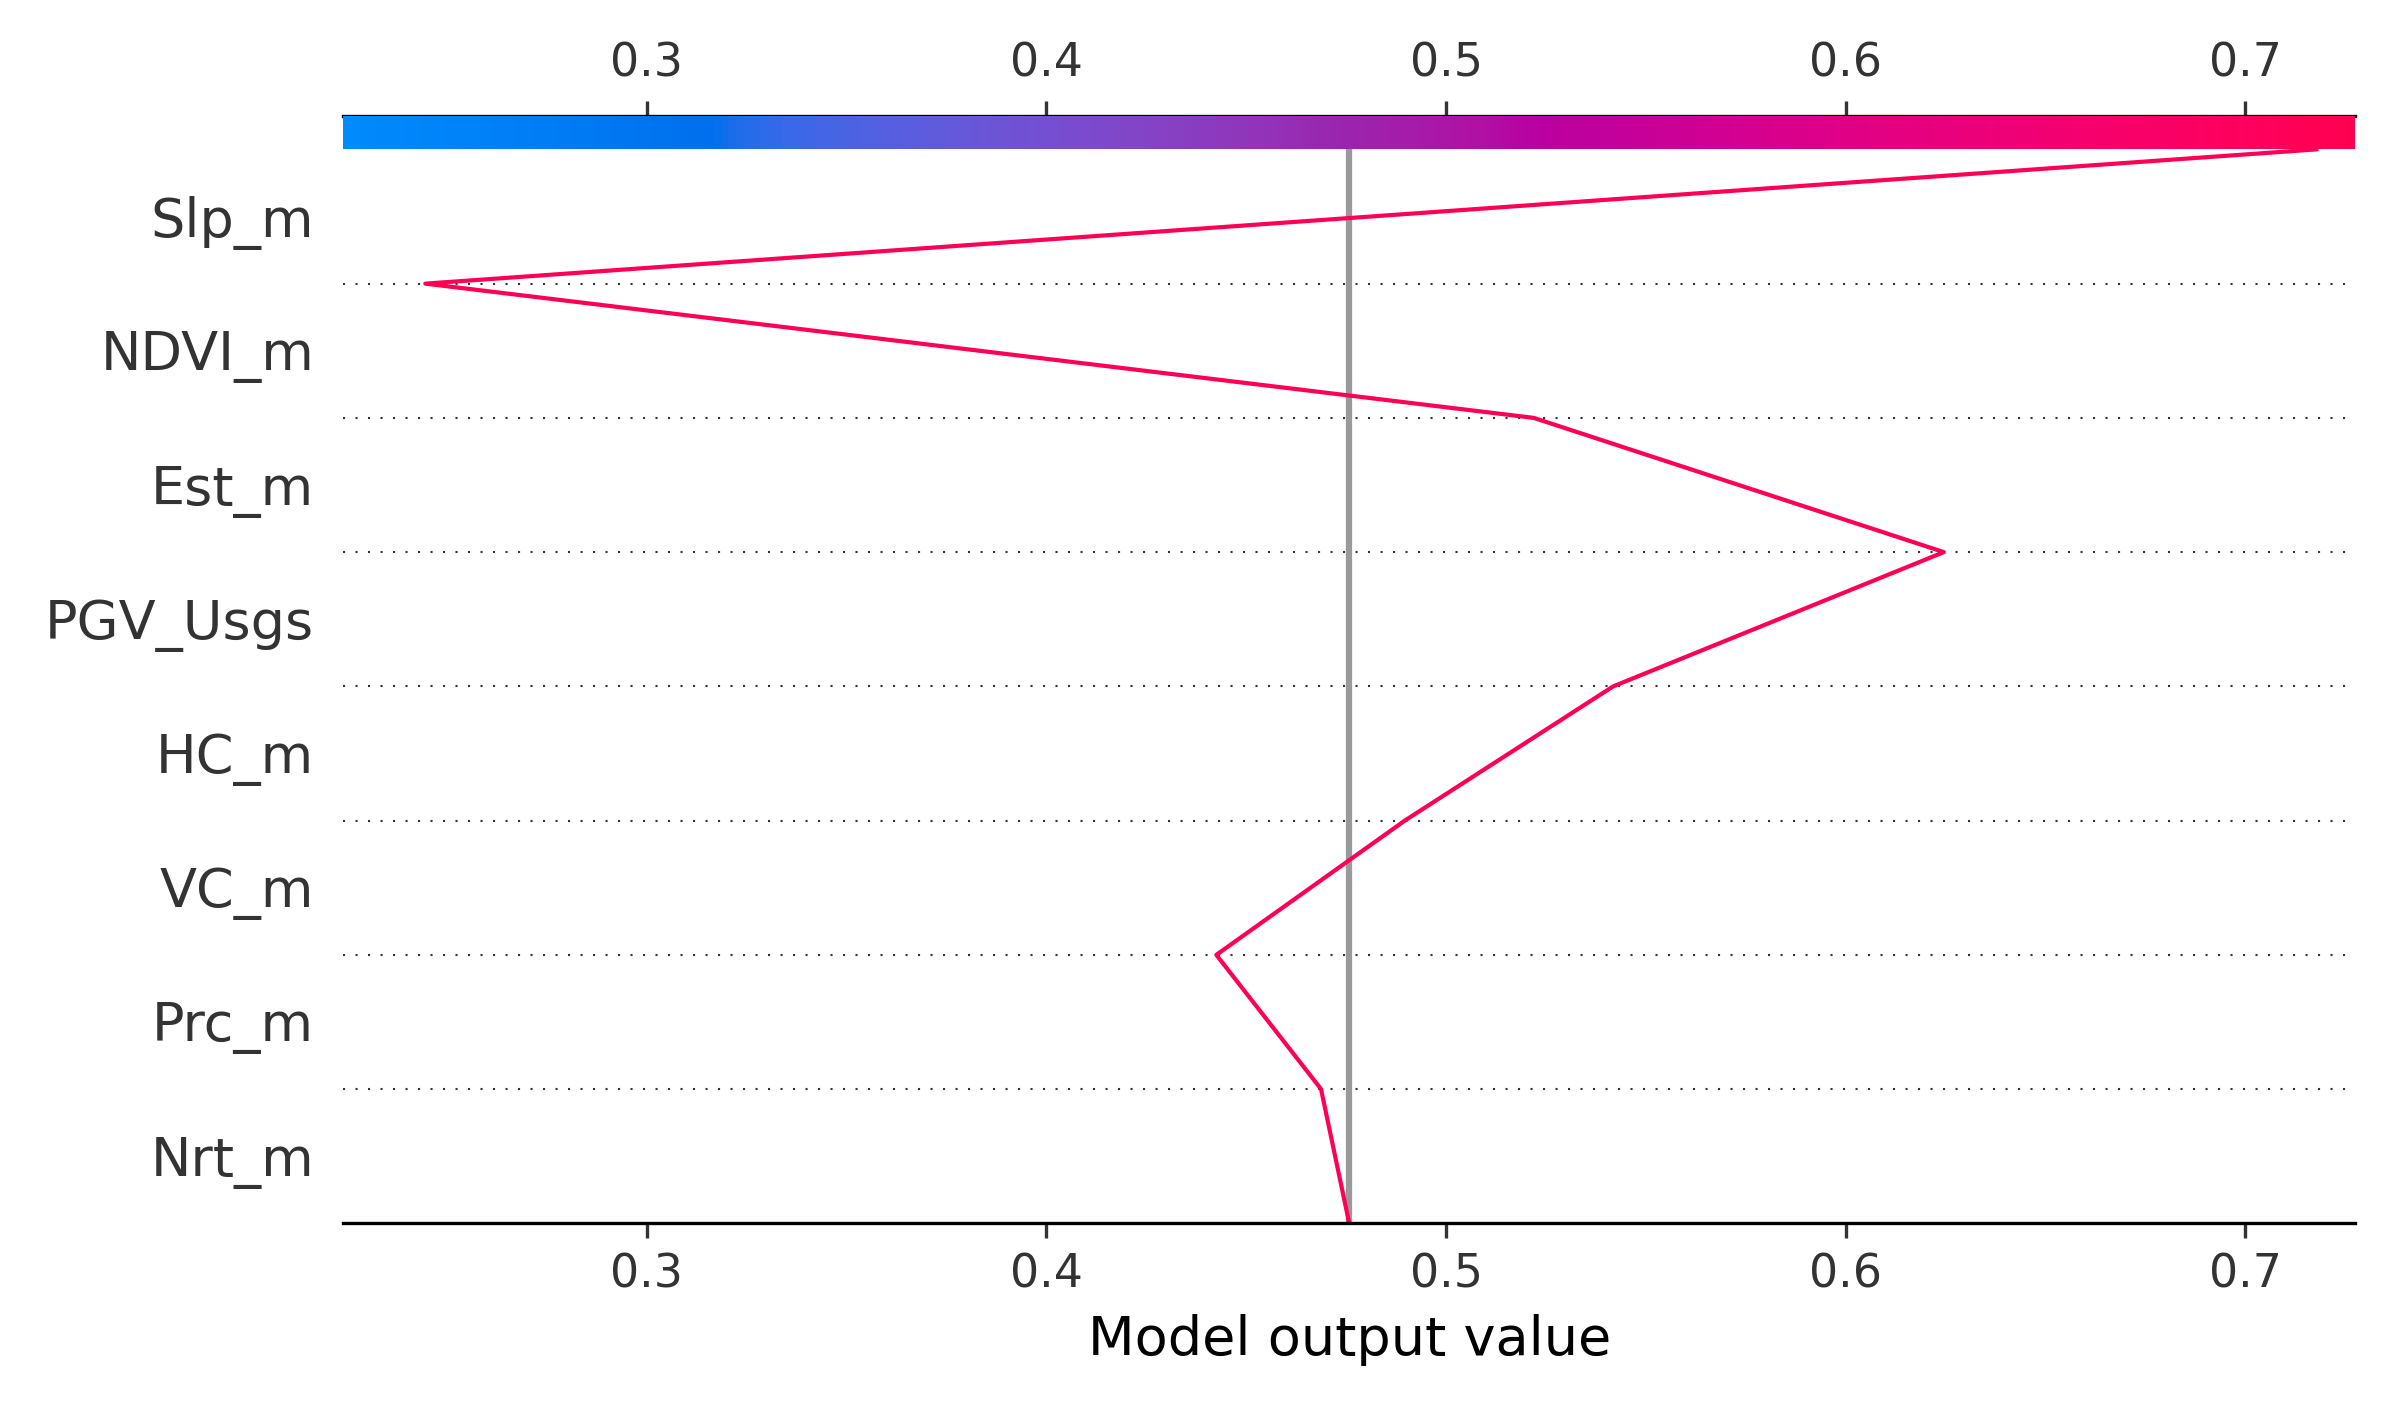 0.3 0.4 0.5 0.6 0.7
Slp_m
NDVI_m
Est_m
PGV_Usgs
HC_m
VC_m
Prc_m
Nrt_m
0.3 0.4 0.5 0.6 0.7
Model output value